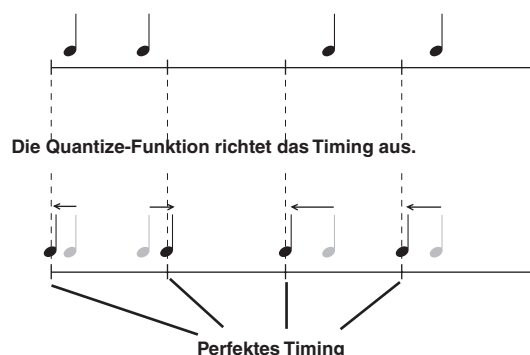 Die Quantize-Funktion richtet das Timing aus.
Perfektes Timing